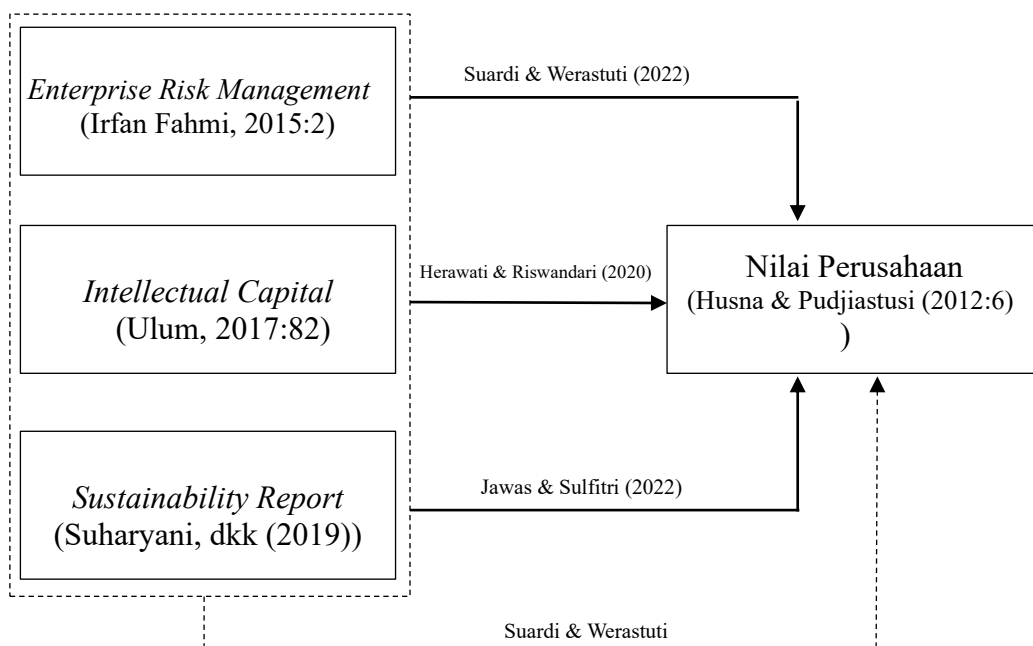 Enterprise Risk Management
(Irfan Fahmi, 2015:2)
Suardi & Werastuti (2022)
Intellectual Capital
(Ulum, 2017:82)
Herawati & Riswandari (2020)
Nilai Perusahaan
(Husna & Pudjiastusi (2012:6)
)
Sustainability Report
(Suharyani, dkk (2019))
Jawas & Sulfitri (2022)
Suardi & Werastuti